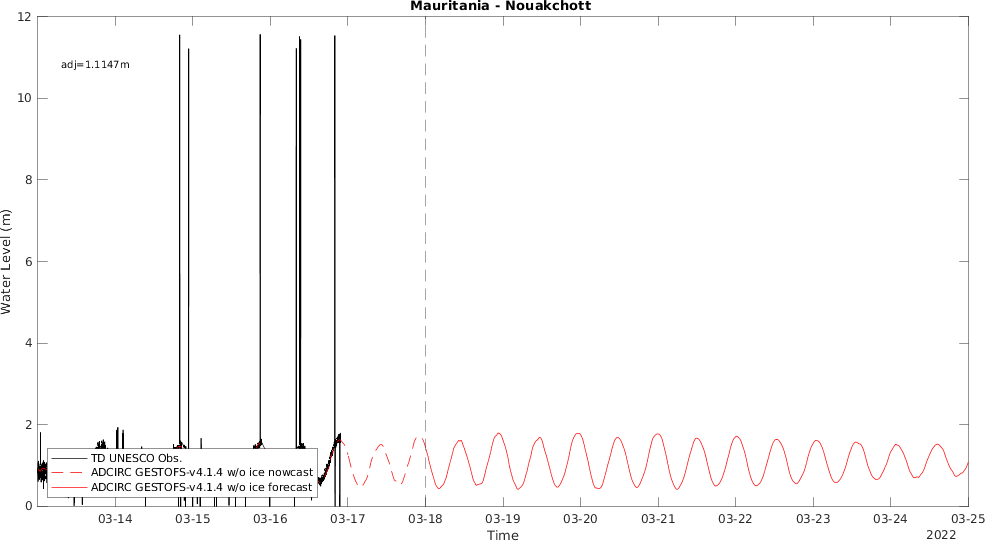 Mauritania - Nouakchott
12
10
8
6
4
2
0
Water Level (m)
adj=1.1147m
TD UNESCO Obs.
ADCIRC GESTOFS-v4.1.4 w/o ice nowcast
ADCIRC GESTOFS-v4.1.4 w/o ice forecast
03-14 03-15 03-16 03-17 03-18 03-19 03-20 03-21 03-22 03-23 03-24 03-25
Time
2022